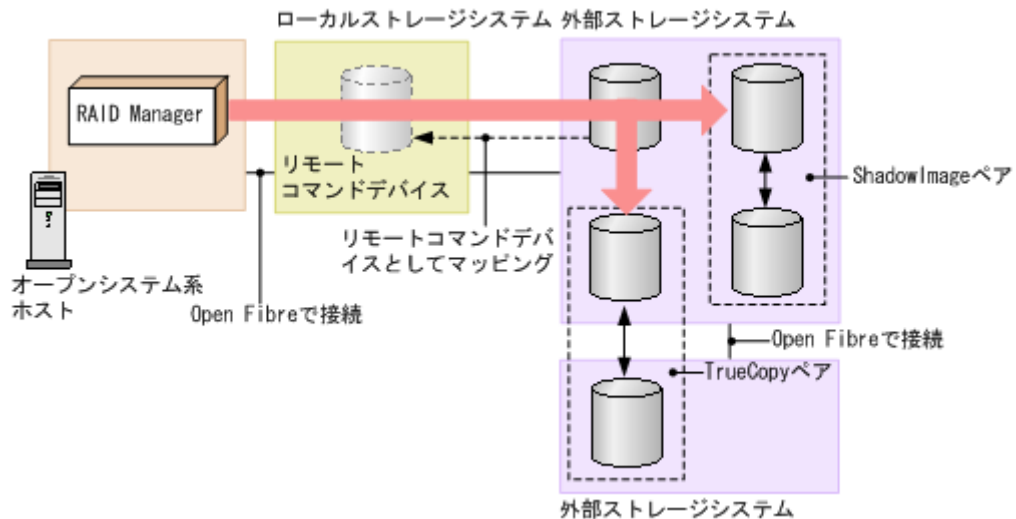 ローカルストレージシステム
外部ストレージシステム
RAID Manager
リモート
コマンドデバイス
ShadowImageペア
リモートコマンドデバ
イスとしてマッピング
オープンシステム系
ホスト
Open Fibreで接続
Open Fibreで接続
TrueCopyペア
外部ストレージシステム